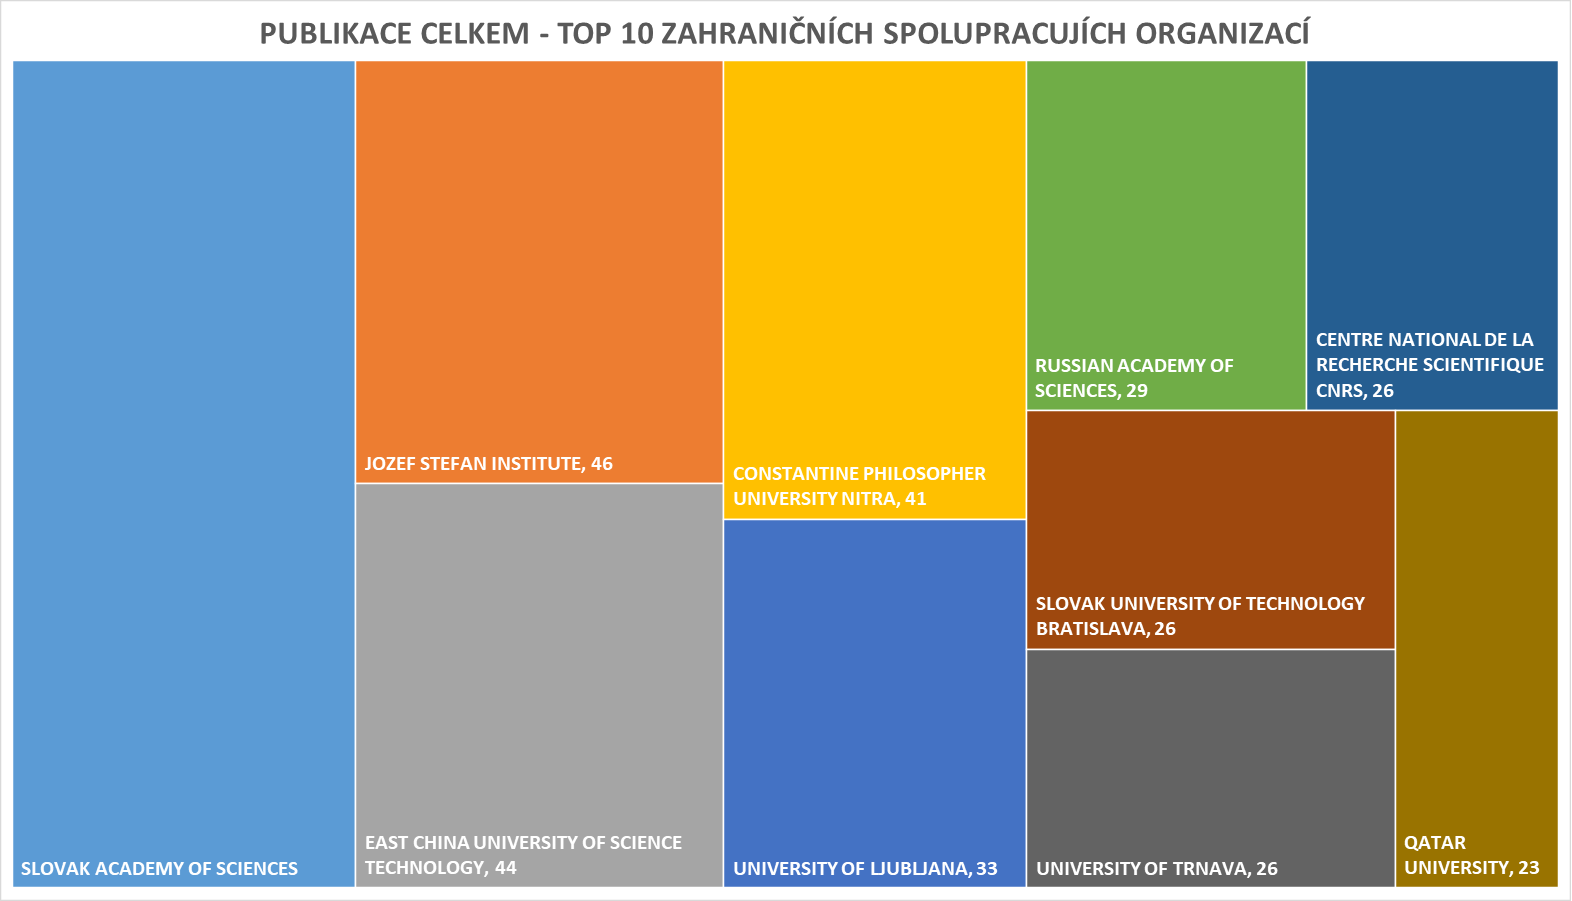 PUBLIKACE CELKEM - TOP 10 ZAHRANIČNÍCH SPOLUPRACUJÍCH ORGANIZACÍ
SLOVAK ACADEMY OF SCIENCES
JOZEF STEFAN INSTITUTE, 46
EAST CHINA UNIVERSITY OF SCIENCE
TECHNOLOGY, 44
CONSTANTINE PHILOSOPHER
UNIVERSITY NITRA, 41
UNIVERSITY OF LJUBLJANA, 33
RUSSIAN ACADEMY OF
SCIENCES, 29
CENTRE NATIONAL DE LA
RECHERCHE SCIENTIFIQUE
CNRS, 26
SLOVAK UNIVERSITY OF TECHNOLOGY
BRATISLAVA, 26
UNIVERSITY OF TRNAVA, 26
QATAR
UNIVERSITY, 23